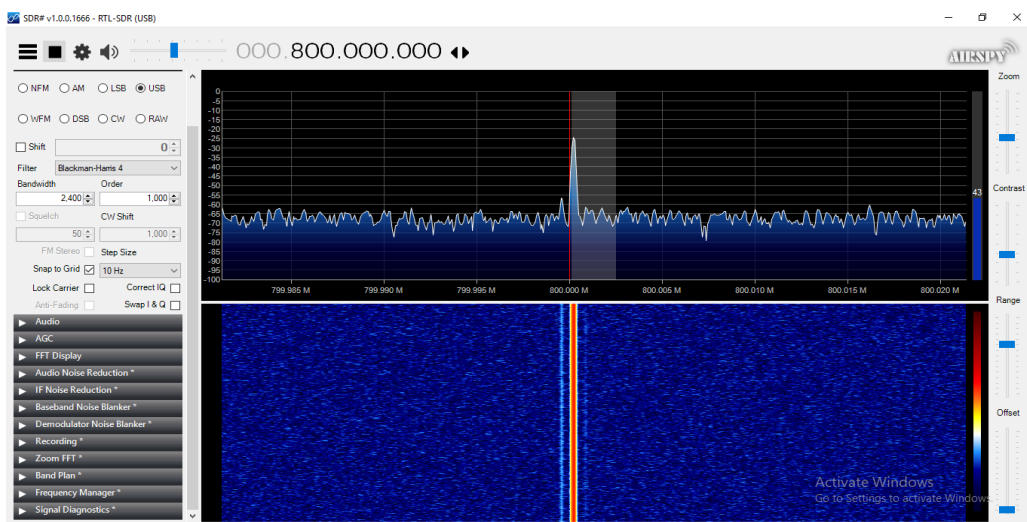 SDR# v1.0.0.1666 - RTL-SDR (USB)
000.800.000.000
AIRSPY
Zoom
NFM AM LSB USB
WFM DSB CW RAW
Shift 0
Filter Blackman-Harris 4
Bandwidth Order
2,400 1,000
Squelch CW Shift
50 1,000
FM Stereo Step Size
Snap to Grid 10 Hz
Lock Carrier Correct IQ
Anti-Fading Swap I & Q
Audio
AGC
FFT Display
Audio Noise Reduction *
IF Noise Reduction *
Baseband Noise Blanker *
Demodulator Noise Blanker *
Recording *
Zoom FFT *
Band Plan *
Frequency Manager *
Signal Diagnostics *
0
-5
-10
-15
-20
-25
-30
-35
-40
-45
-50
-55
-60
-65
-70
-75
-80
-85
-90
-95
-100
799.985 M 799.990 M 799.995 M 800.000 M 800.005 M 800.010 M 800.015 M 800.020 M
43
Contrast
Range
Offset
Activate Windows
Go to Settings to activate Windows